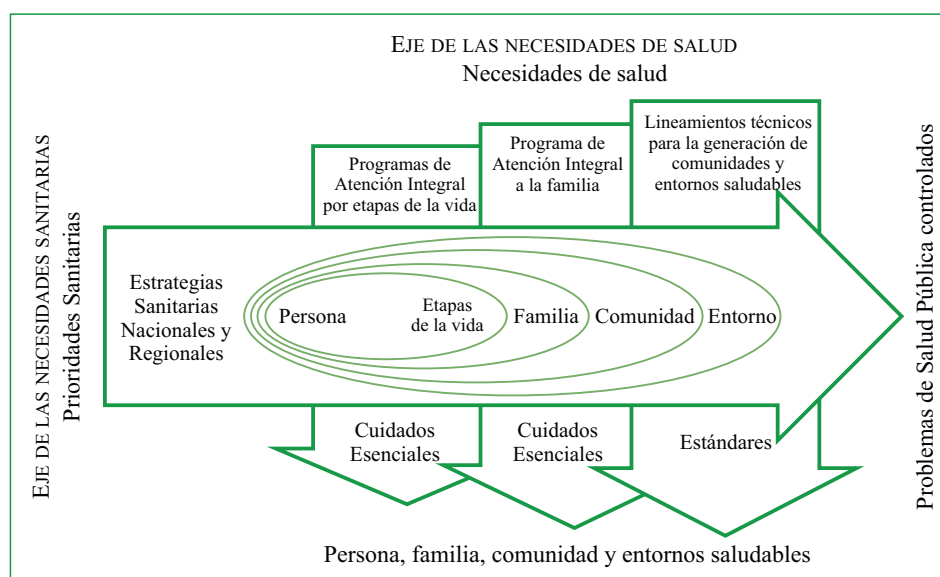 EJE DE LAS NECESIDADES DE SALUD
Necesidades de salud
EJE DE LAS NECESIDADES SANITARIAS
Prioridades Sanitarias
Programas de
Atención Integral
por etapas de la vida
Programa de
Atención Integral
a la familia
Lineamientos técnicos
para la generación de
comunidades y
entornos saludables
Estrategias
Sanitarias
Nacionales y
Regionales
Persona
Etapas
de la vida
Familia
Comunidad
Entorno
Cuidados
Esenciales
Cuidados
Esenciales
Estándares
Problemas de Salud Pública controlados
Persona, familia, comunidad y entornos saludables